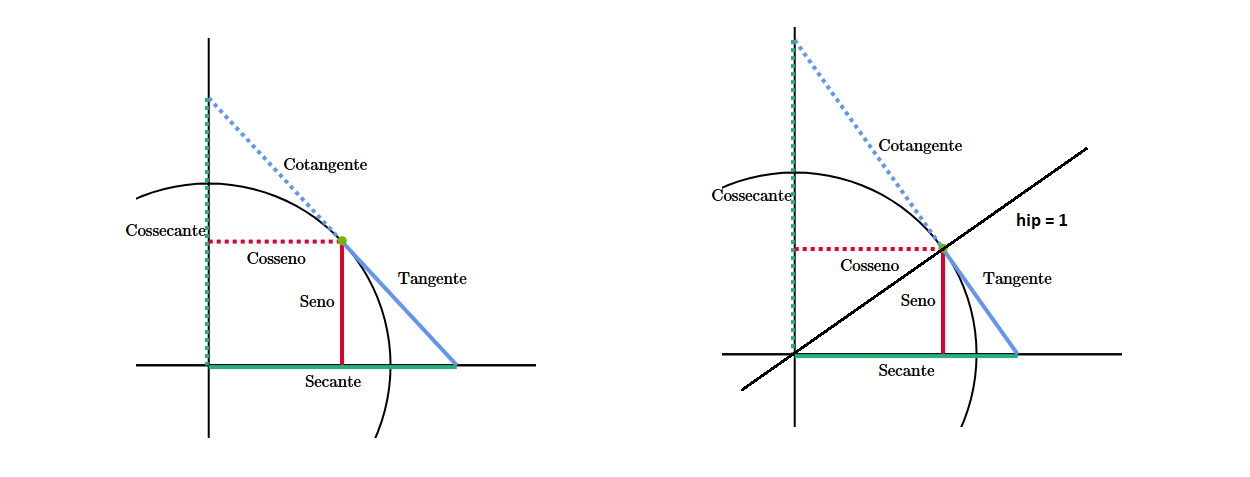 Cotangente
Cossecante
Cosseno
Tangente
Seno
Secante
Cotangente
Cossecante
hip = 1
Cosseno
Tangente
Seno
Secante